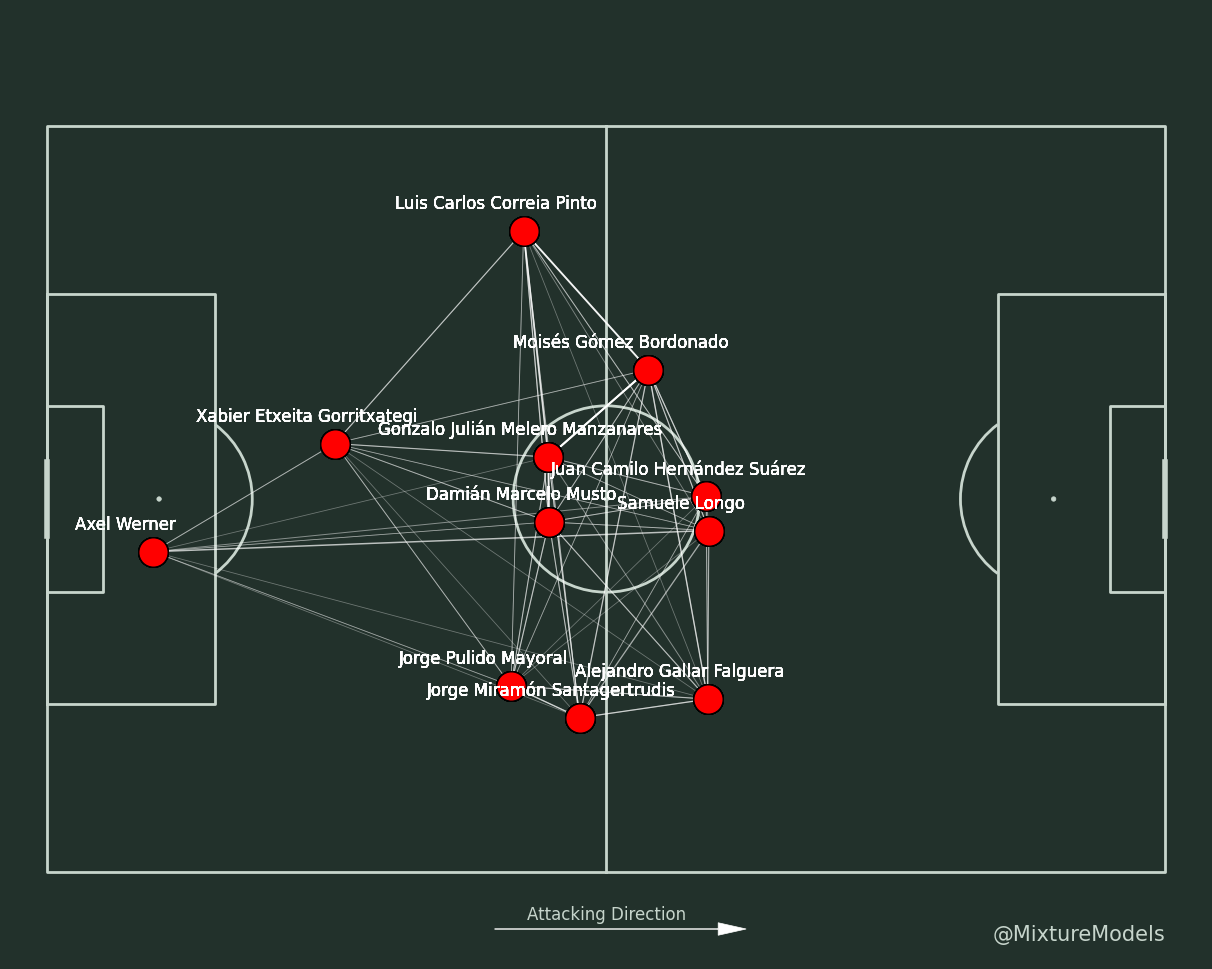 Luis Carlos Correia Pinto
Moisés Gómez Bordonado
Xabier Etxeita Gorritxategi
Gonzalo Julián Melero Manzanares
Juan Camilo Hernández Suárez
Damián Marcelo Musto
Samuele Longo
Axel Werner
Jorge Pulido Mayoral
Alejandro Gallar Falguera
Jorge Miramón Santagertrudis
Attacking Direction
@MixtureModels